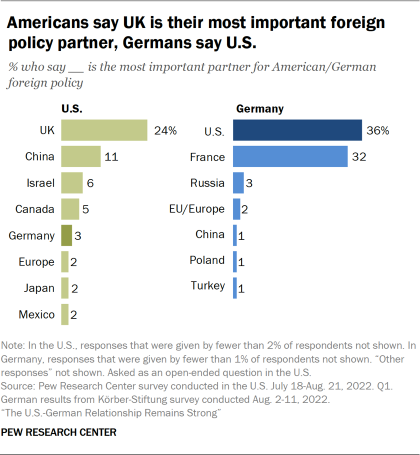 Americans say UK is their most important foreign
policy partner, Germans say U.S.
% who say __ is the most important partner for American/German
foreign policy
U.S.
UK 24%
China 11
Israel 6
Canada 5
Germany 3
Europe 2
Japan 2
Mexico 2
Germany
U.S. 36%
France 32
Russia 3
EU/Europe 2
China 1
Poland 1
Turkey 1
Note: In the U.S., responses that were given by fewer than 2% of respondents not shown. In
Germany, responses that were given by fewer than 1% of respondents not shown. “Other
responses” not shown. Asked as an open-ended question in the U.S.
Source: Pew Research Center survey conducted in the U.S. July 18-Aug. 21, 2022. Q1.
German results from Körber-Stiftung survey conducted Aug. 2-11, 2022.
“The U.S.-German Relationship Remains Strong”
PEW RESEARCH CENTER